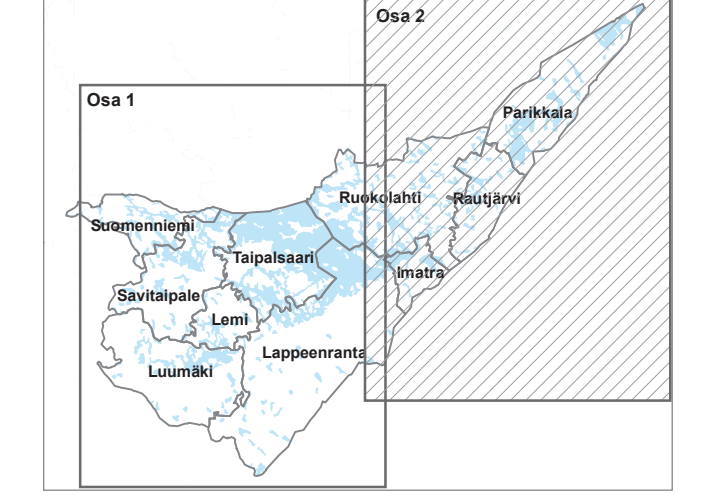 Osa 2
Osa 1
Parikkala
Ruokolahti
Rautjärvi
Suomenniemi
Taipalsaari
Imatra
Savitaipale
Lemi
Lappeenranta
Luumäki